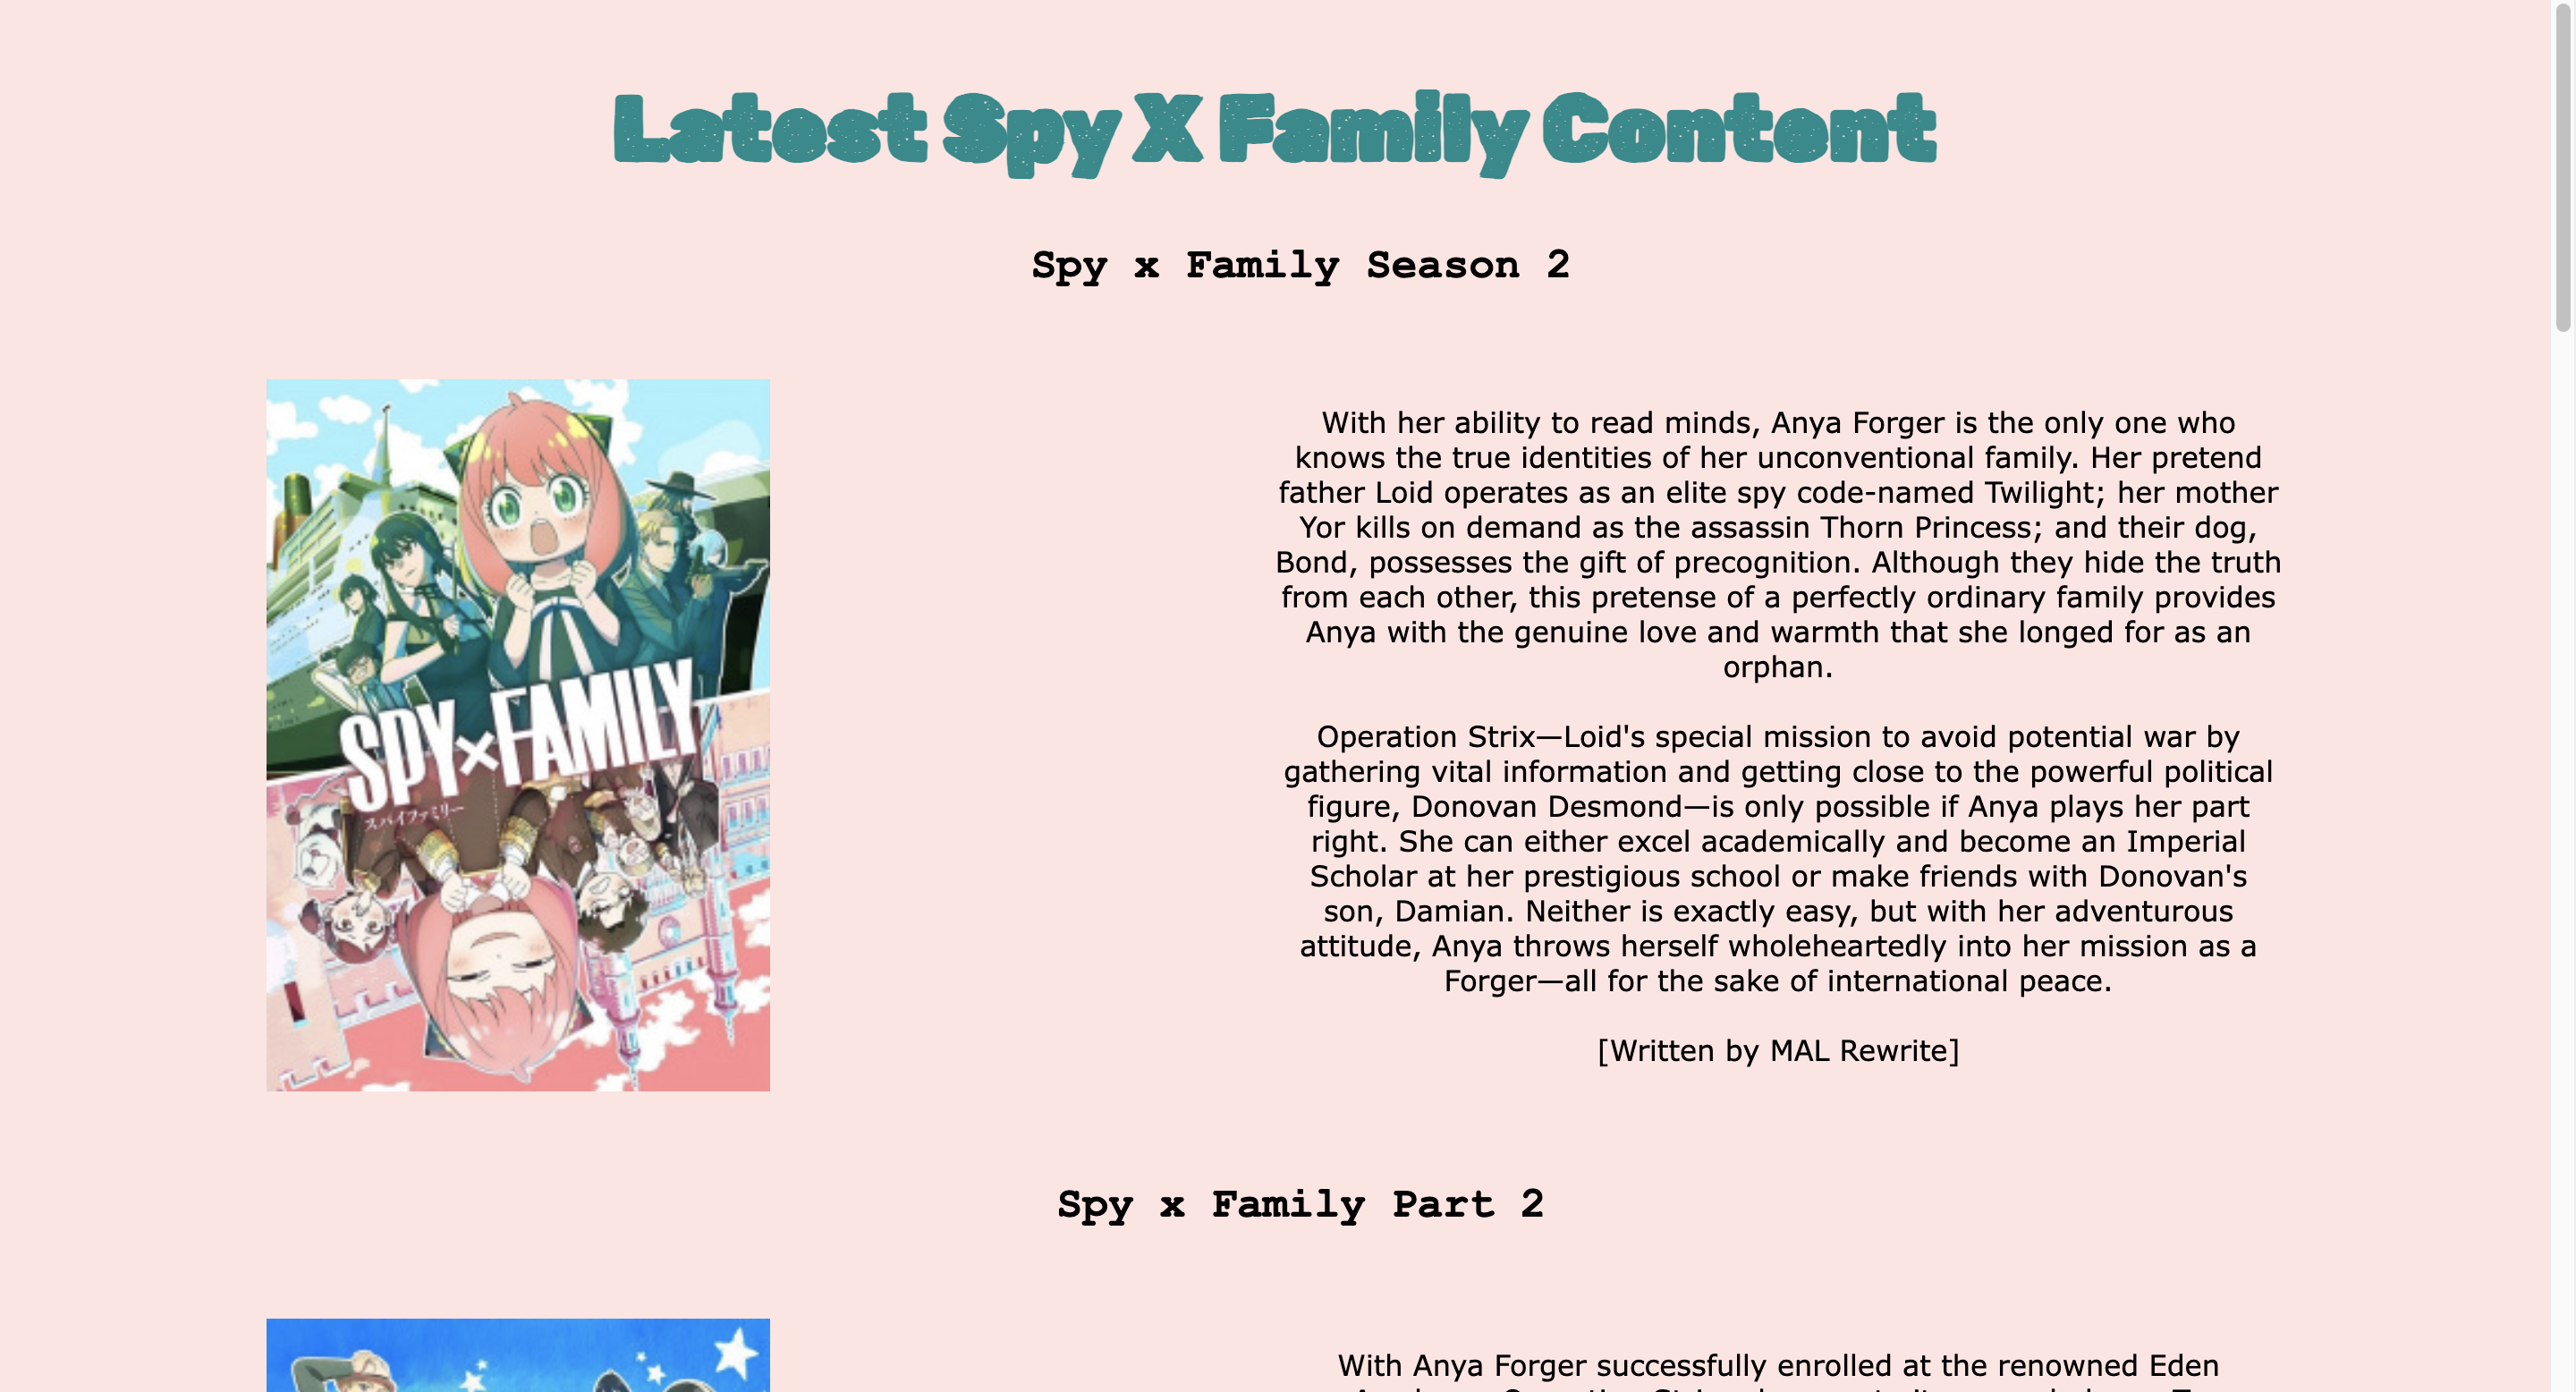 Latest Spy X Family Content
Spy x Family Season 2
SPY×FAMILY
スパイファミリー
With her ability to read minds, Anya Forger is the only one who
knows the true identities of her unconventional family. Her pretend
father Loid operates as an elite spy code-named Twilight; her mother
Yor kills on demand as the assassin Thorn Princess; and their dog,
Bond, possesses the gift of precognition. Although they hide the truth
from each other, this pretense of a perfectly ordinary family provides
Anya with the genuine love and warmth that she longed for as an
orphan.
Operation Strix—Loid's special mission to avoid potential war by
gathering vital information and getting close to the powerful political
figure, Donovan Desmond—is only possible if Anya plays her part
right. She can either excel academically and become an Imperial
Scholar at her prestigious school or make friends with Donovan's
son, Damian. Neither is exactly easy, but with her adventurous
attitude, Anya throws herself wholeheartedly into her mission as a
Forger—all for the sake of international peace.
[Written by MAL Rewrite]
Spy x Family Part 2
With Anya Forger successfully enrolled at the renowned Eden